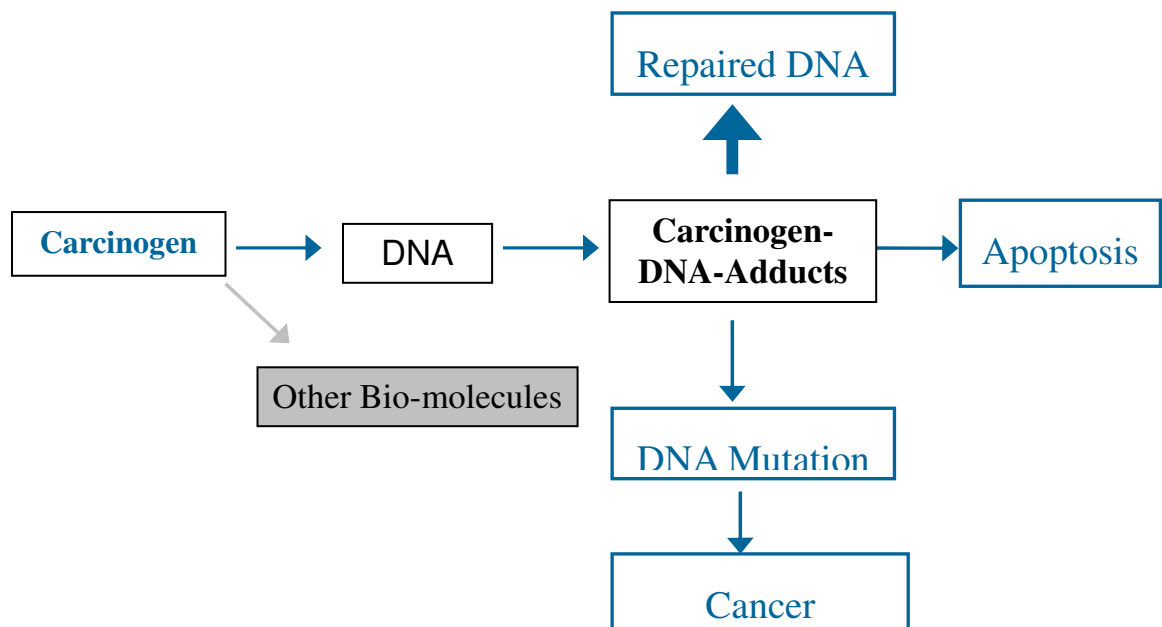 Repaired DNA
Carcinogen
DNA
Carcinogen-
DNA-Adducts
Apoptosis
Other Bio-molecules
DNA Mutation
Cancer